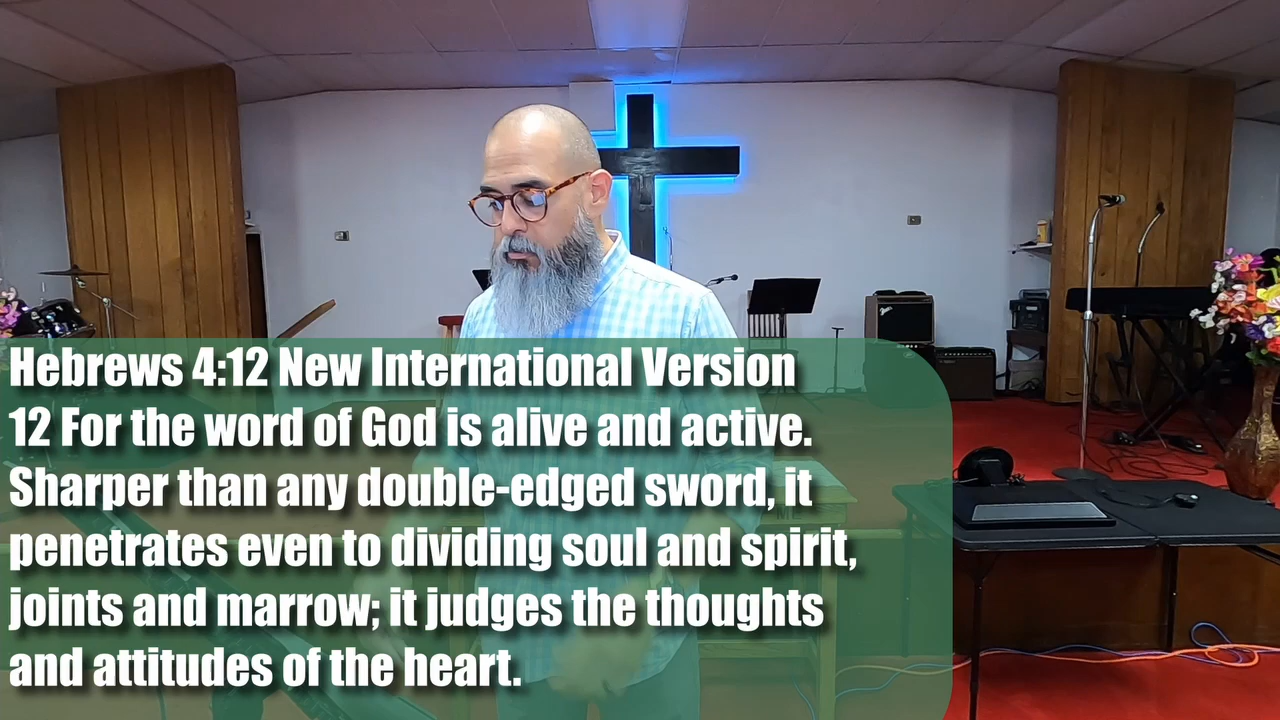 Hebrews 4:12 New International Version
12 For the word of God is alive and active.
Sharper than any double-edged sword, it
penetrates even to dividing soul and spirit,
joints and marrow; it judges the thoughts
and attitudes of the heart.